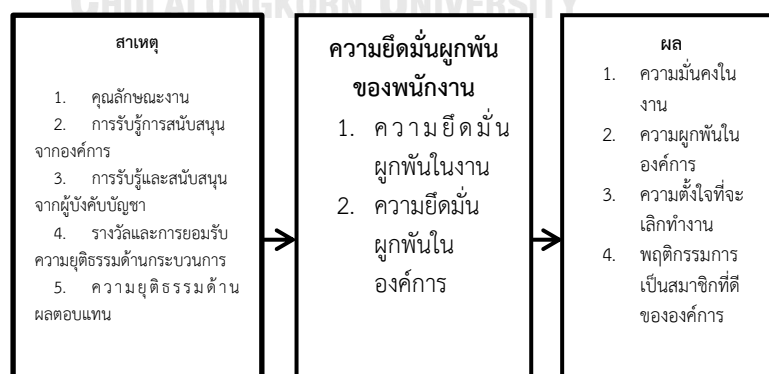 CHULALONGKORN UNIVERSITY
สาเหตุ
1. คุณลักษณะงาน
2. การรับรู้การสนับสนุน
จากองค์การ
3. การรับรู้และสนับสนุน
จากผู้บังคับบัญชา
4. รางวัลและการยอมรับ
ความยุติธรรมด้านกระบวนการ
5. ความยุติธรรมด้าน
ผลตอบแทน
ความยึดมั่นผูกพัน
ของพนักงาน
1. ความยึดมั่น
ผูกพันในงาน
2. ความยึดมั่น
ผูกพันใน
องค์การ
ผล
1. ความมั่นคงใน
งาน
2. ความผูกพันใน
องค์การ
3. ความตั้งใจที่จะ
เลิกทำงาน
4. พฤติกรรมการ
เป็นสมาชิกที่ดี
ขององค์การ